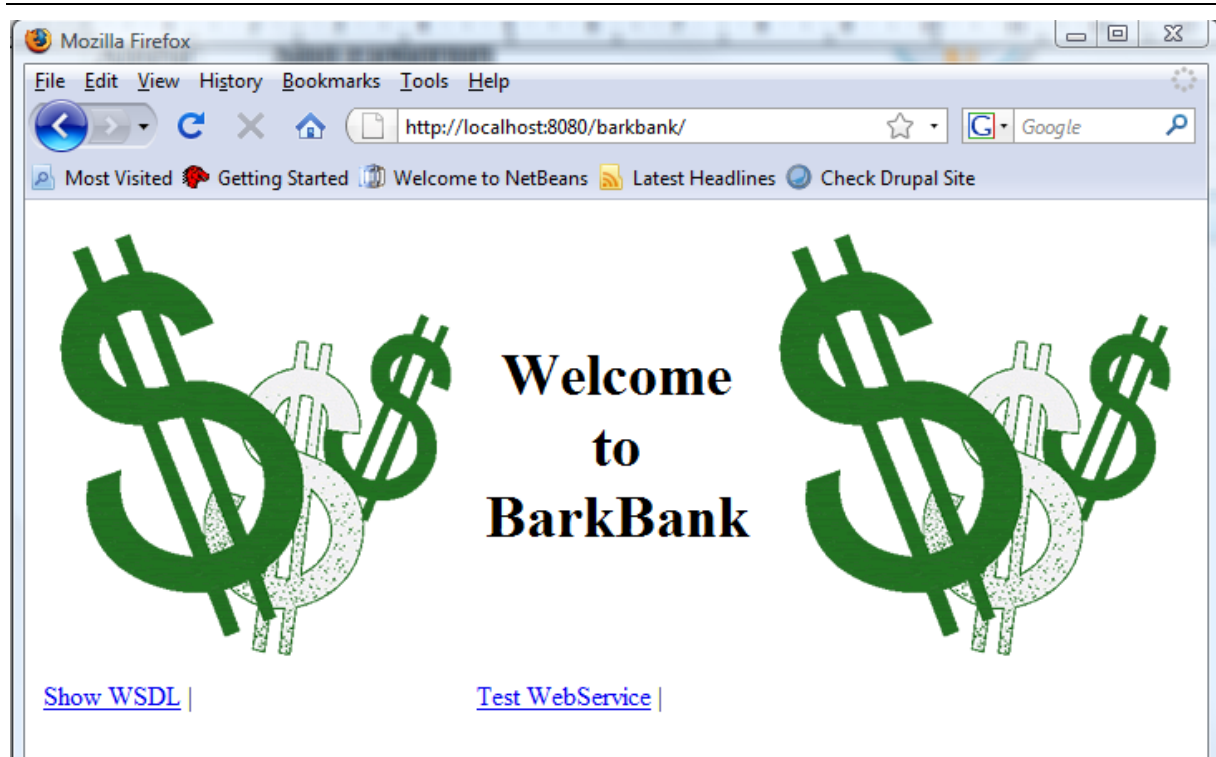 Mozilla Firefox
File Edit View History Bookmarks Tools Help
http://localhost:8080/barkbank/ G Google
Most Visited Getting Started Welcome to NetBeans Latest Headlines Check Drupal Site
Welcome
to
BarkBank
Show WSDL | Test WebService |